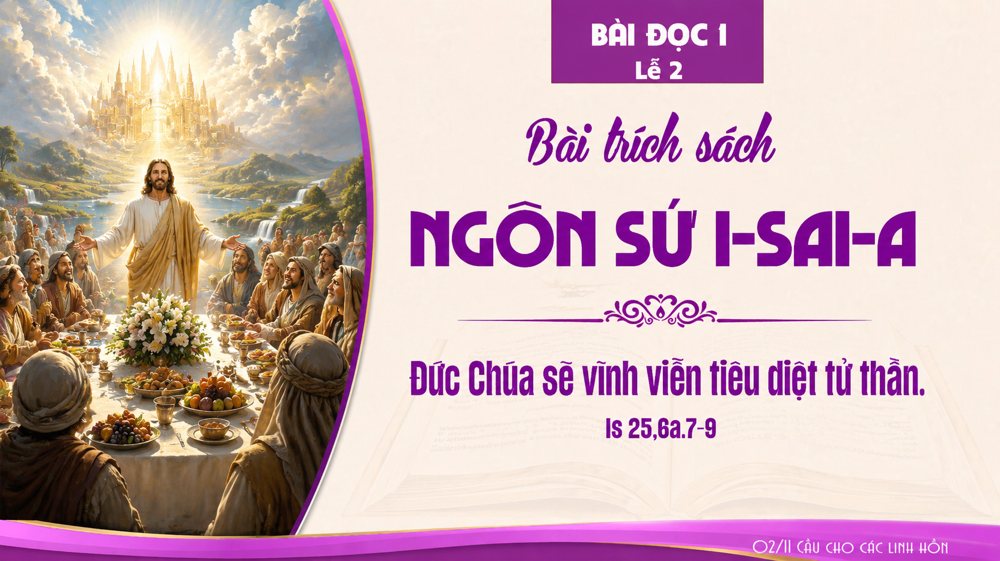 BÀI ĐỌC 1
Lễ 2
Bài trích sách
NGÔN SỨ I-SAI-A
Đức Chúa sẽ vĩnh viễn tiêu diệt tử thần.
Is 25,6a.7-9
02/11 CẦU CHO CÁC LINH HỒN